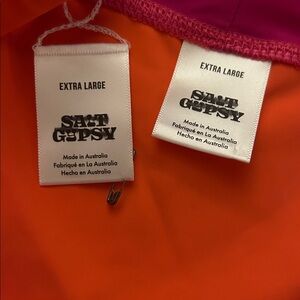 EXTRA LARGE
SALT
GYPSY
Made in Australia
Fabriqué en La Australia
Hecho en Australia
EXTRA LARGE
SALT
GYPSY
Made in Australia
Fabriqué en La Australia
Hecho en Australia